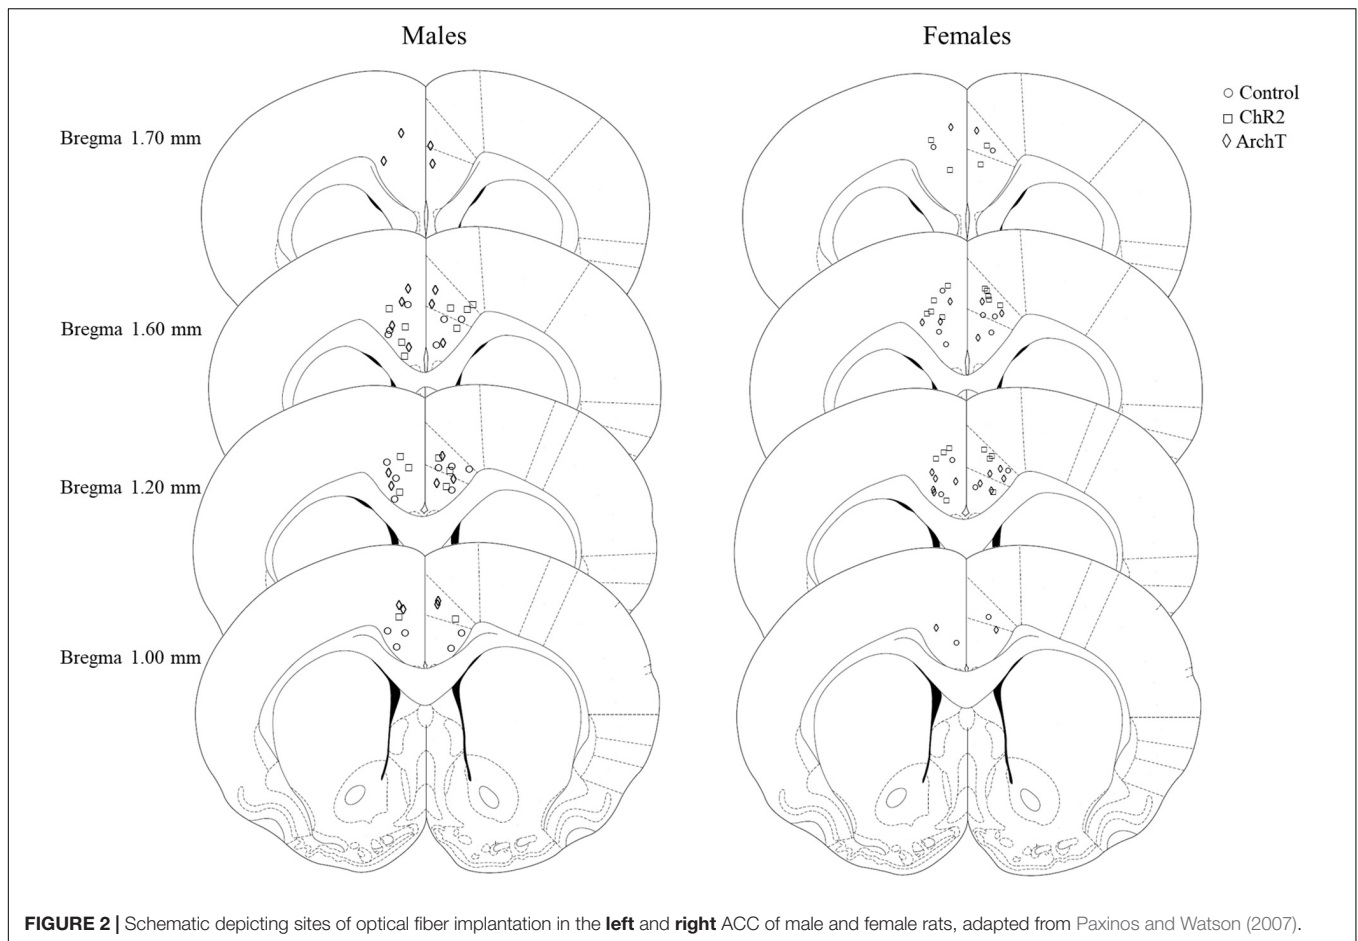 Males
Females
Control
ChR2
ArchT
Bregma 1.70 mm
Bregma 1.60 mm
Bregma 1.20 mm
Bregma 1.00 mm
FIGURE 2 | Schematic depicting sites of optical fiber implantation in the left and right ACC of male and female rats, adapted from Paxinos and Watson (2007).